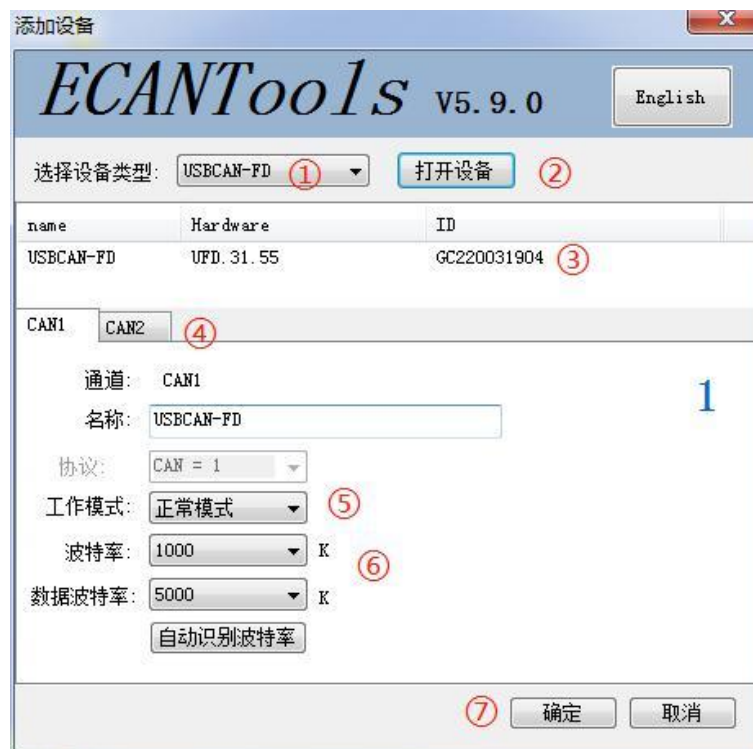 添加设备
ECANTools V5.9.0 English
选择设备类型: USBCAN-FD ① 打开设备 ②
name Hardware ID
USBCAN-FD UFD.31.55 GC220031904 ③
CAN1 CAN2 ④
通道: CAN1 1
名称: USBCAN-FD
协议: CAN = 1
工作模式: 正常模式 ⑤
波特率: 1000 K ⑥
数据波特率: 5000 K
自动识别波特率
⑦ 确定 取消